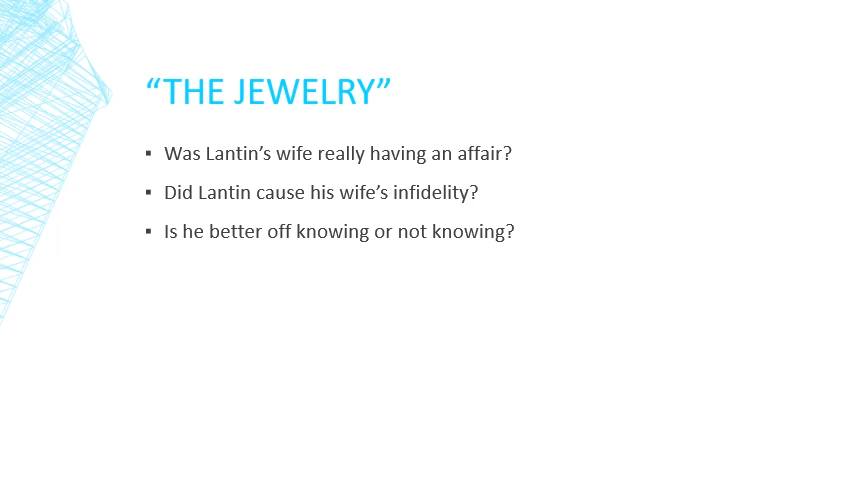 “THE JEWELRY”
▪ Was Lantin’s wife really having an affair?
▪ Did Lantin cause his wife’s infidelity?
▪ Is he better off knowing or not knowing?